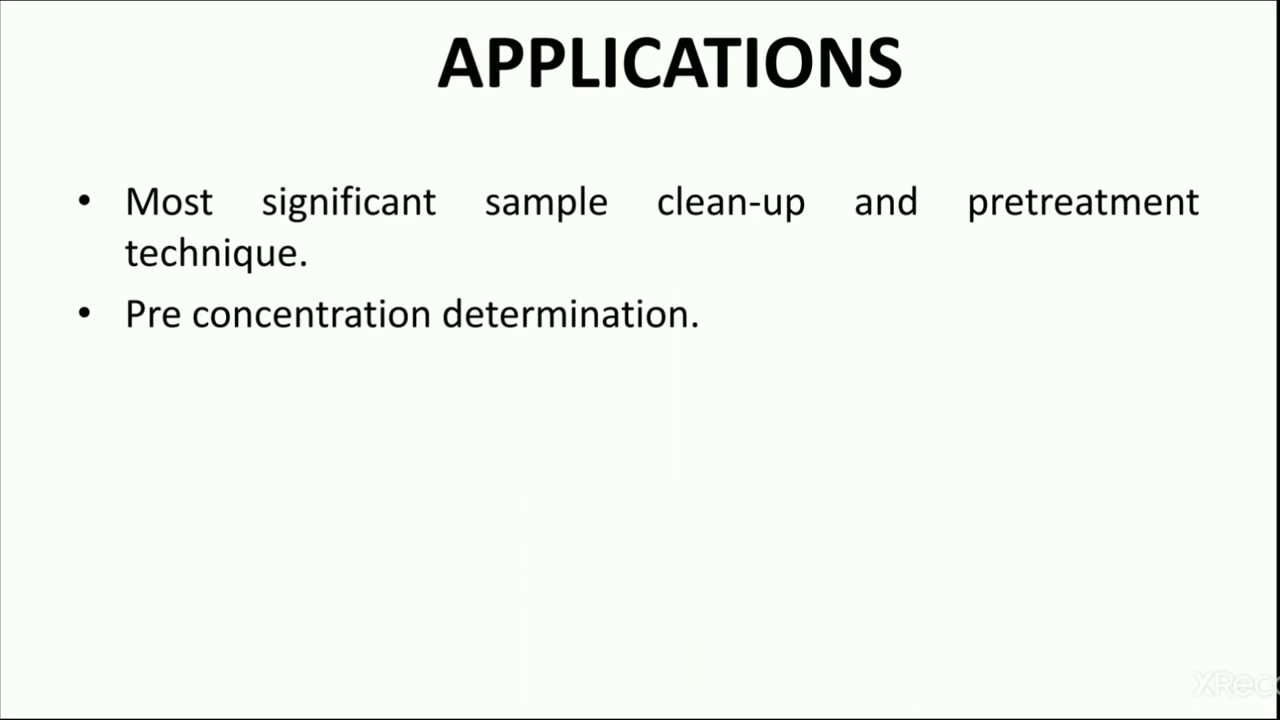 APPLICATIONS
• Most significant sample clean-up and pretreatment
technique.
• Pre concentration determination.